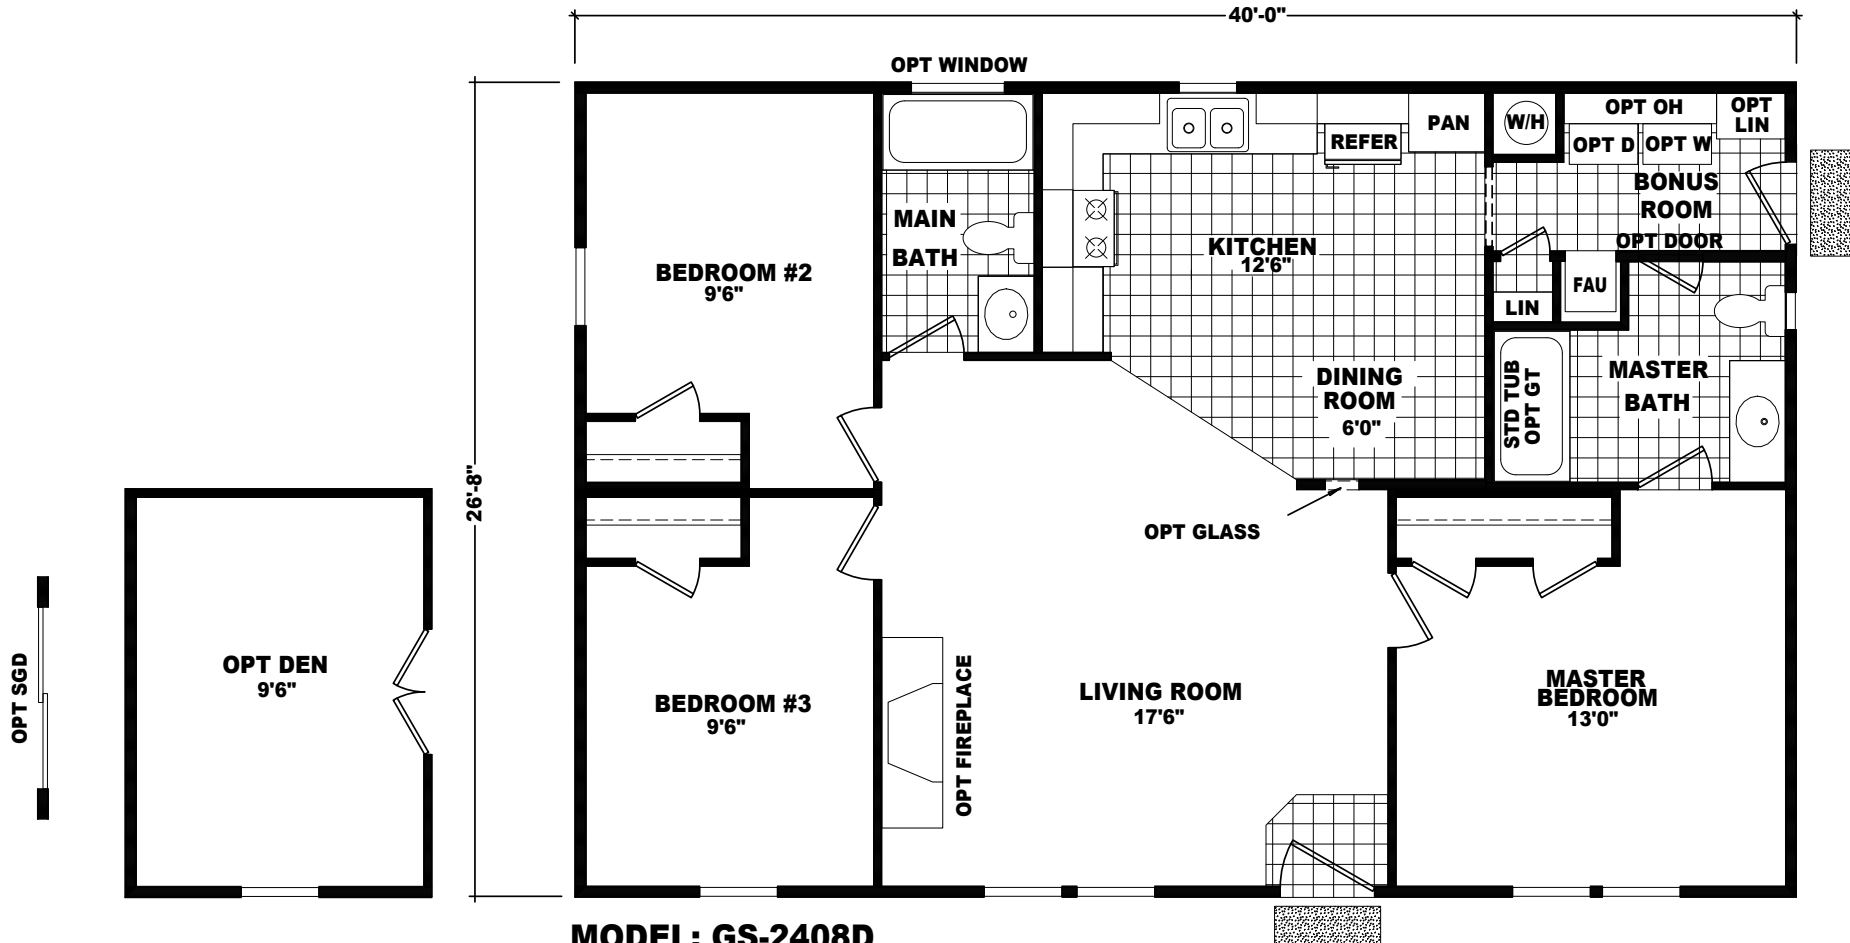 40'-0"
OPT WINDOW
26'-8"
BEDROOM #2
9'6"
MAIN
BATH
KITCHEN
12'6"
REFER
PAN
W/H
OPT OH
OPT
LIN
OPT D
OPT W
BONUS
ROOM
OPT DOOR
LIN
FAU
DINING
ROOM
6'0"
STD TUB
OPT GT
MASTER
BATH
OPT GLASS
OPT SGD
OPT DEN
9'6"
BEDROOM #3
9'6"
OPT FIREPLACE
LIVING ROOM
17'6"
MASTER
BEDROOM
13'0"
MODEL: GS-2408D